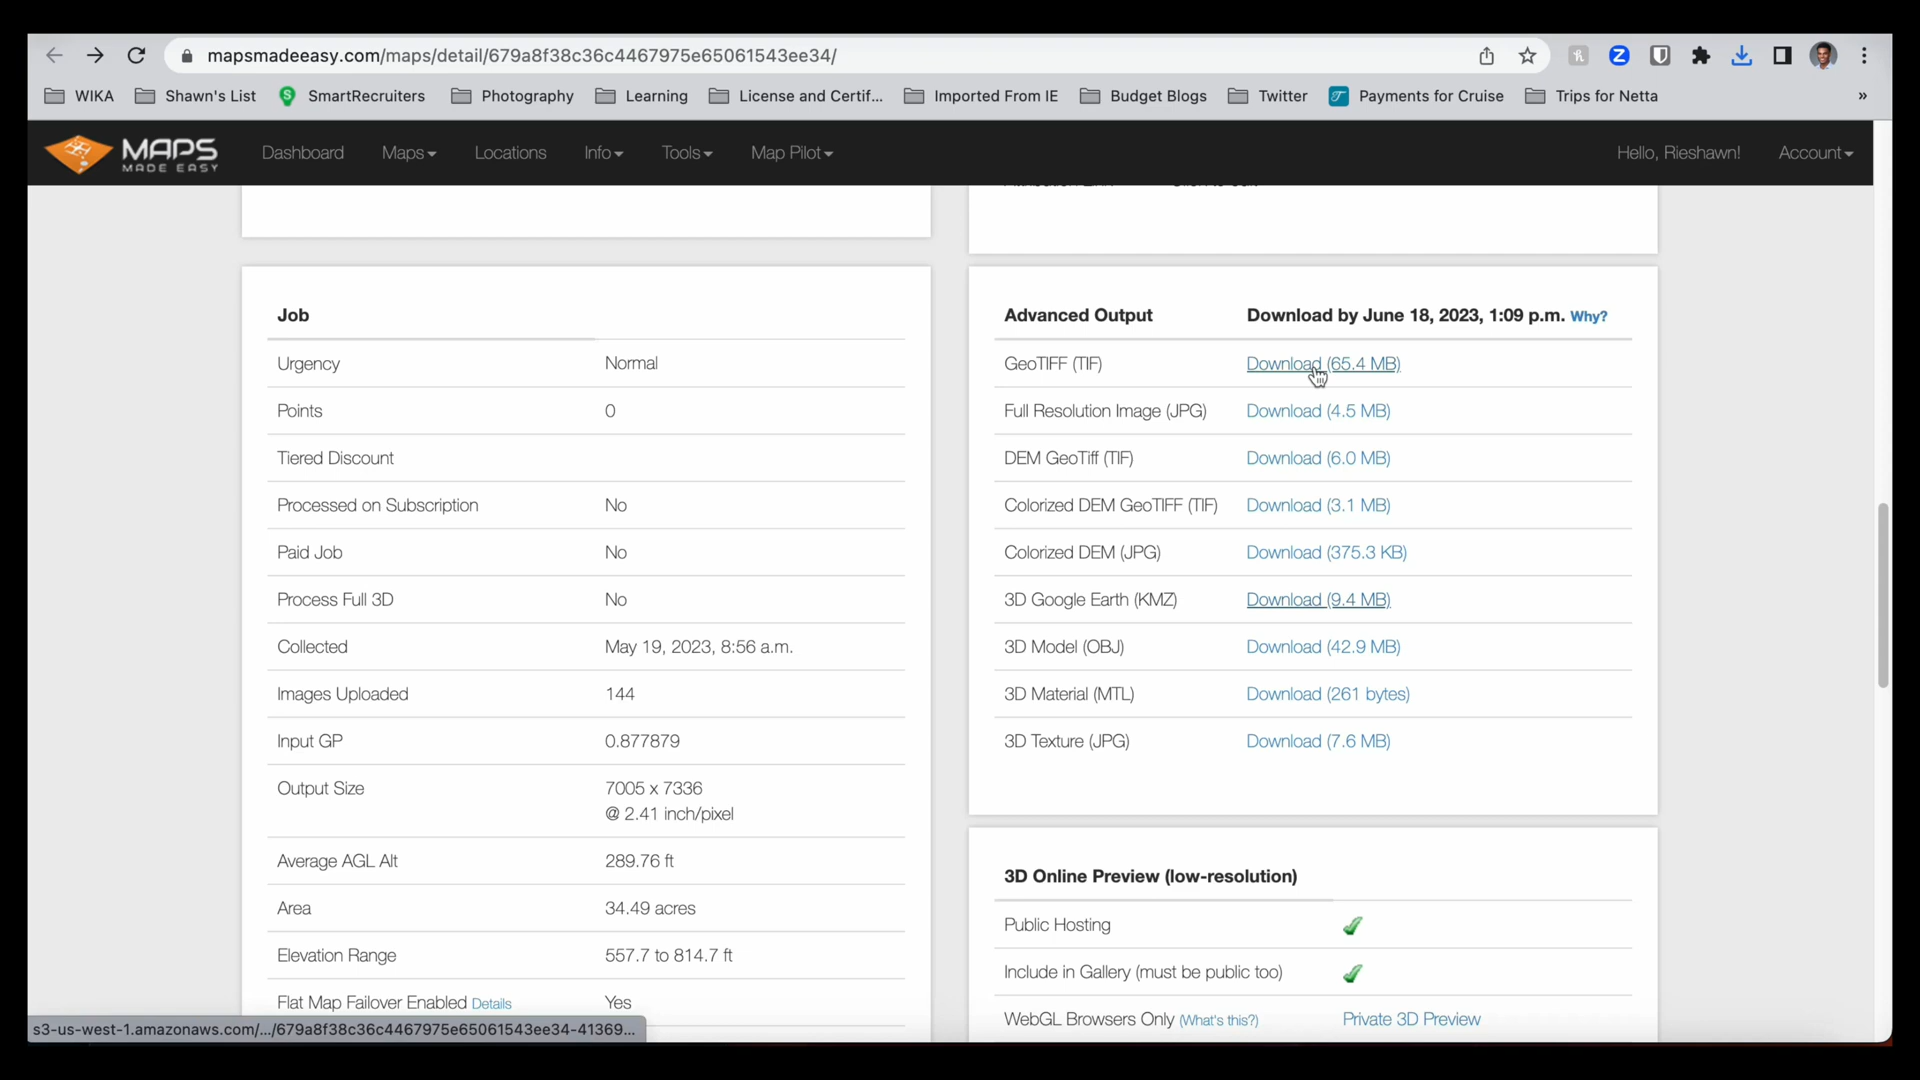 mapsmadeeasy.com/maps/detail/679a8f38c36c4467975e65061543ee34/
WIKA Shawn's List SmartRecruiters Photography Learning License and Certif... Imported From IE Budget Blogs Twitter Payments for Cruise Trips for Netta »
MAPS
MADE EASY
Dashboard Maps Locations Info Tools Map Pilot Hello, Rieshawn! Account
Job
Urgency Normal
Points 0
Tiered Discount
Processed on Subscription No
Paid Job No
Process Full 3D No
Collected May 19, 2023, 8:56 a.m.
Images Uploaded 144
Input GP 0.877879
Output Size 7005 x 7336
@ 2.41 inch/pixel
Average AGL Alt 289.76 ft
Area 34.49 acres
Elevation Range 557.7 to 814.7 ft
Flat Map Failover Enabled Details Yes
Advanced Output Download by June 18, 2023, 1:09 p.m. Why?
GeoTIFF (TIF) Download (65.4 MB)
Full Resolution Image (JPG) Download (4.5 MB)
DEM GeoTiff (TIF) Download (6.0 MB)
Colorized DEM GeoTIFF (TIF) Download (3.1 MB)
Colorized DEM (JPG) Download (375.3 KB)
3D Google Earth (KMZ) Download (9.4 MB)
3D Model (OBJ) Download (42.9 MB)
3D Material (MTL) Download (261 bytes)
3D Texture (JPG) Download (7.6 MB)
3D Online Preview (low-resolution)
Public Hosting
Include in Gallery (must be public too)
WebGL Browsers Only (What's this?) Private 3D Preview
s3-us-west-1.amazonaws.com/.../679a8f38c36c4467975e65061543ee34-41369...